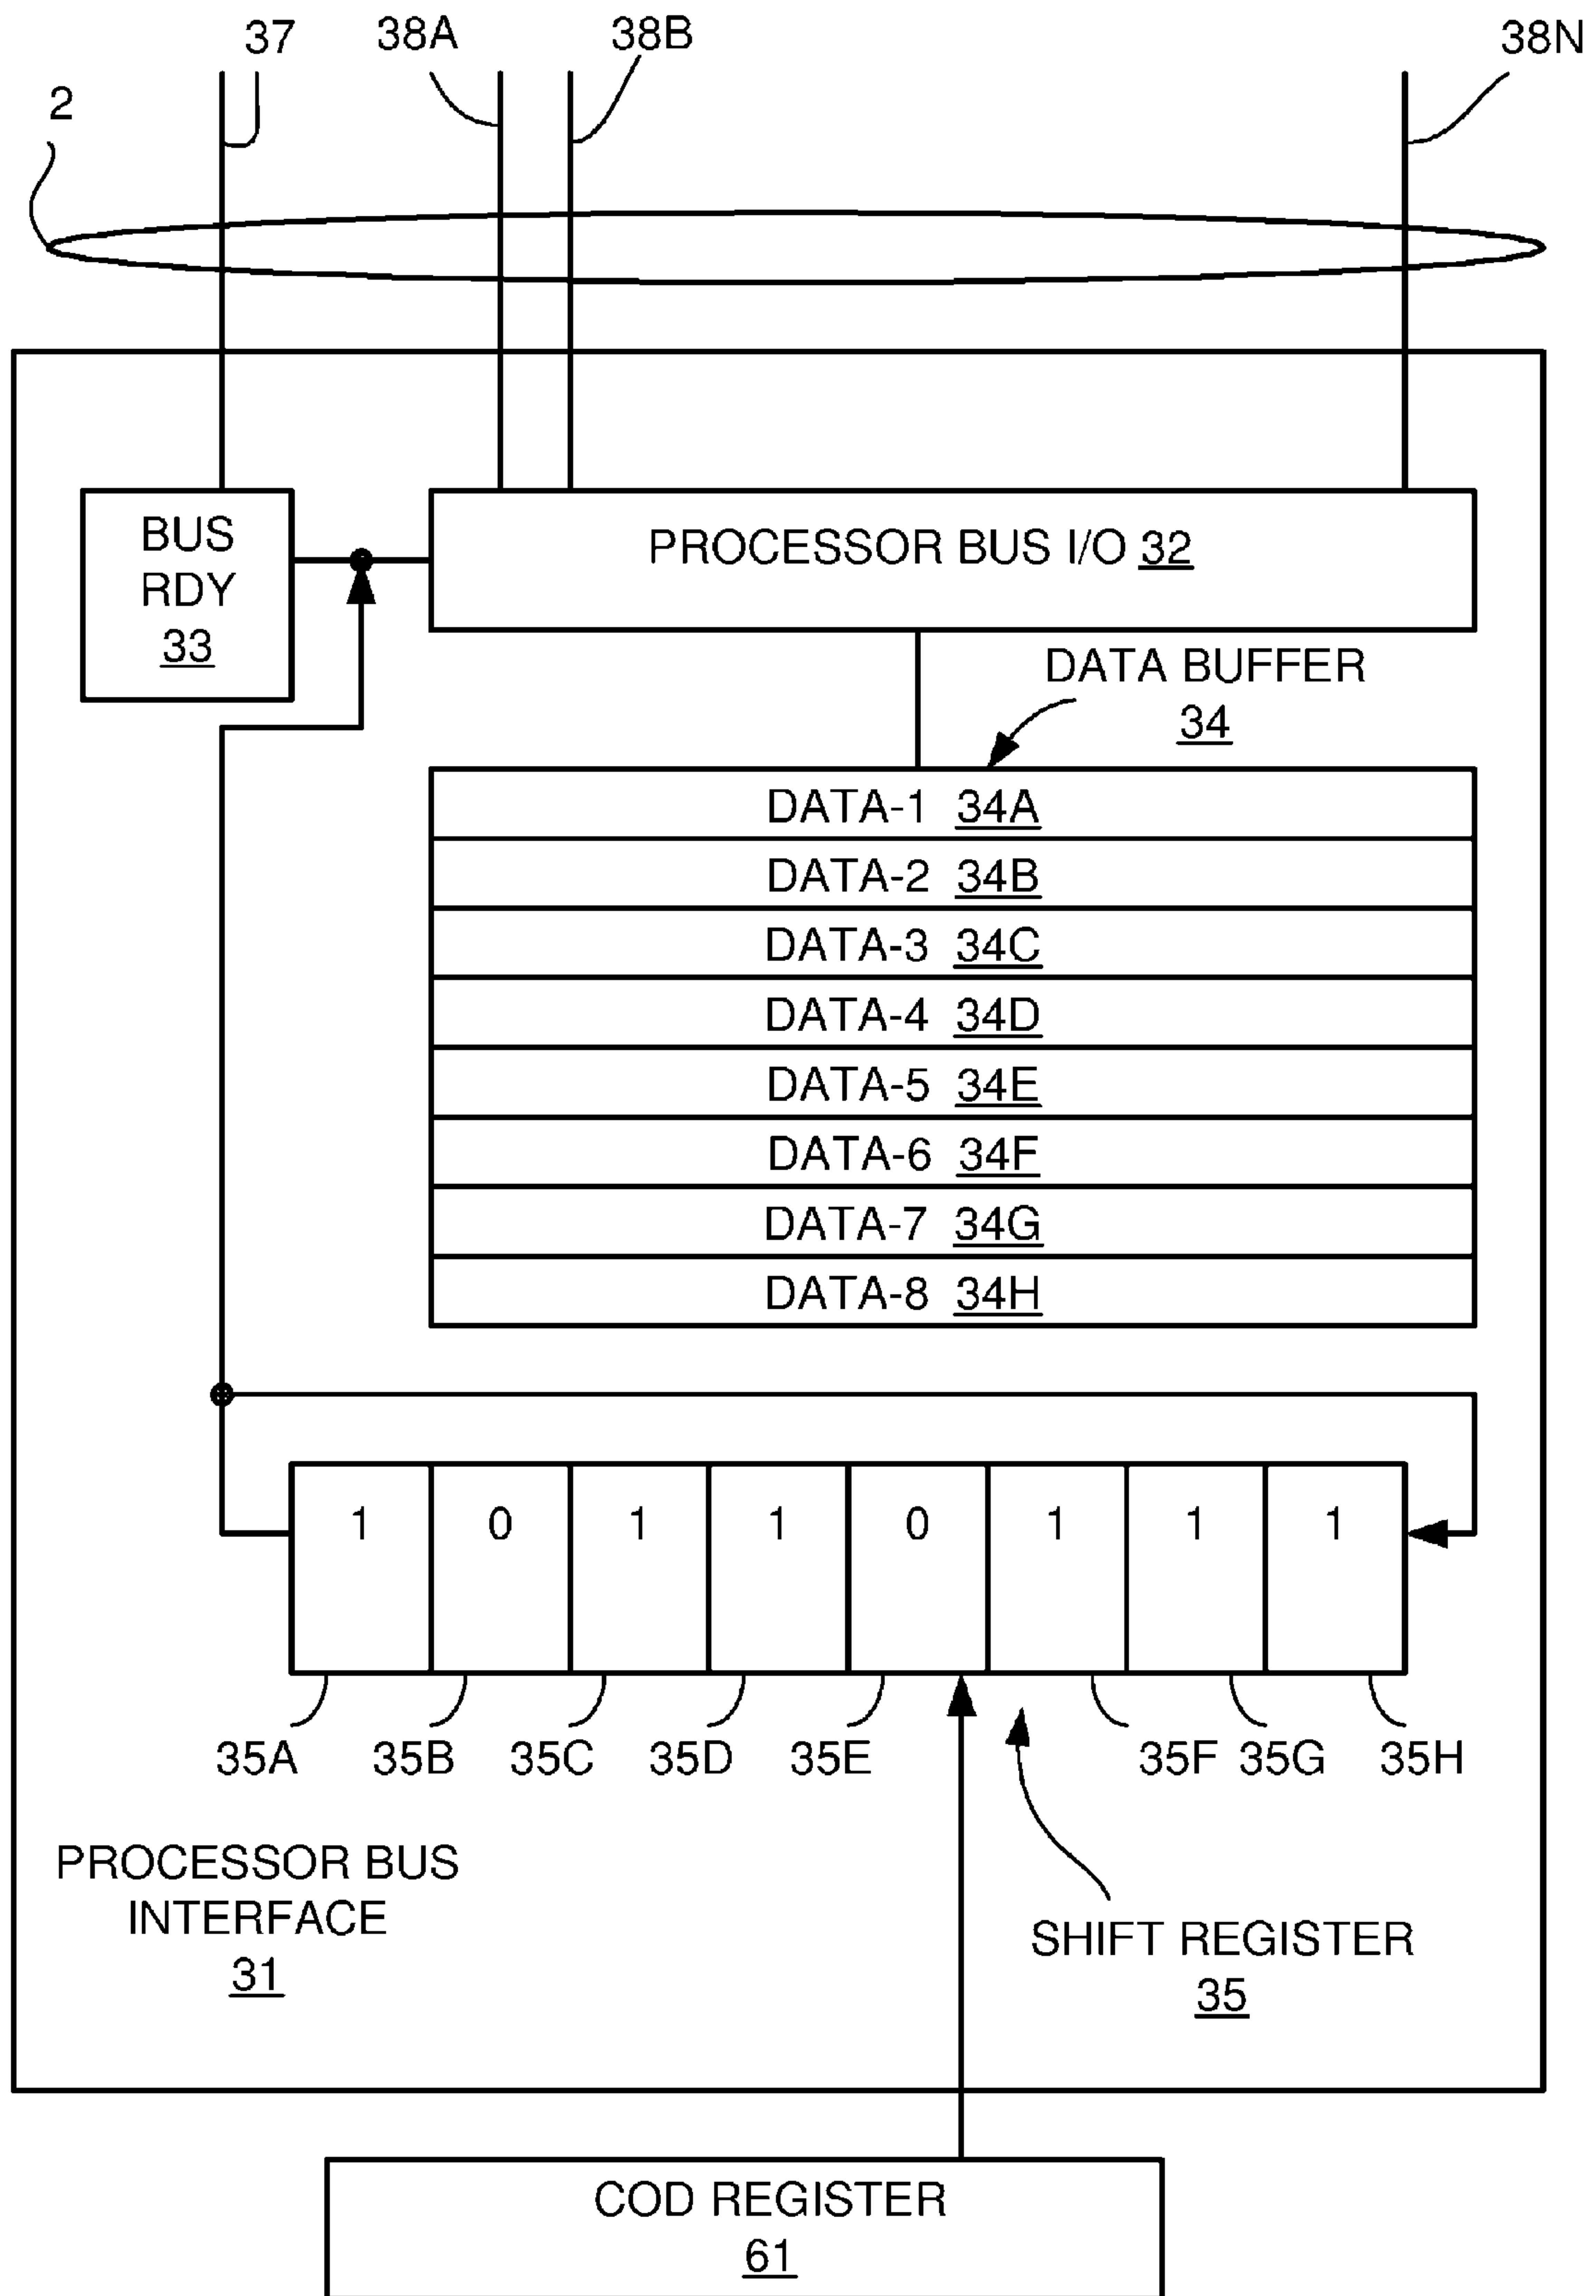 37
38A
38B
38N
2
BUS
RDY
33
PROCESSOR BUS I/O 32
DATA BUFFER
34
DATA-1 34A
DATA-2 34B
DATA-3 34C
DATA-4 34D
DATA-5 34E
DATA-6 34F
DATA-7 34G
DATA-8 34H
1 0 1 1 0 1 1 1
35A 35B 35C 35D 35E 35F 35G 35H
PROCESSOR BUS
INTERFACE
31
SHIFT REGISTER
35
COD REGISTER
61